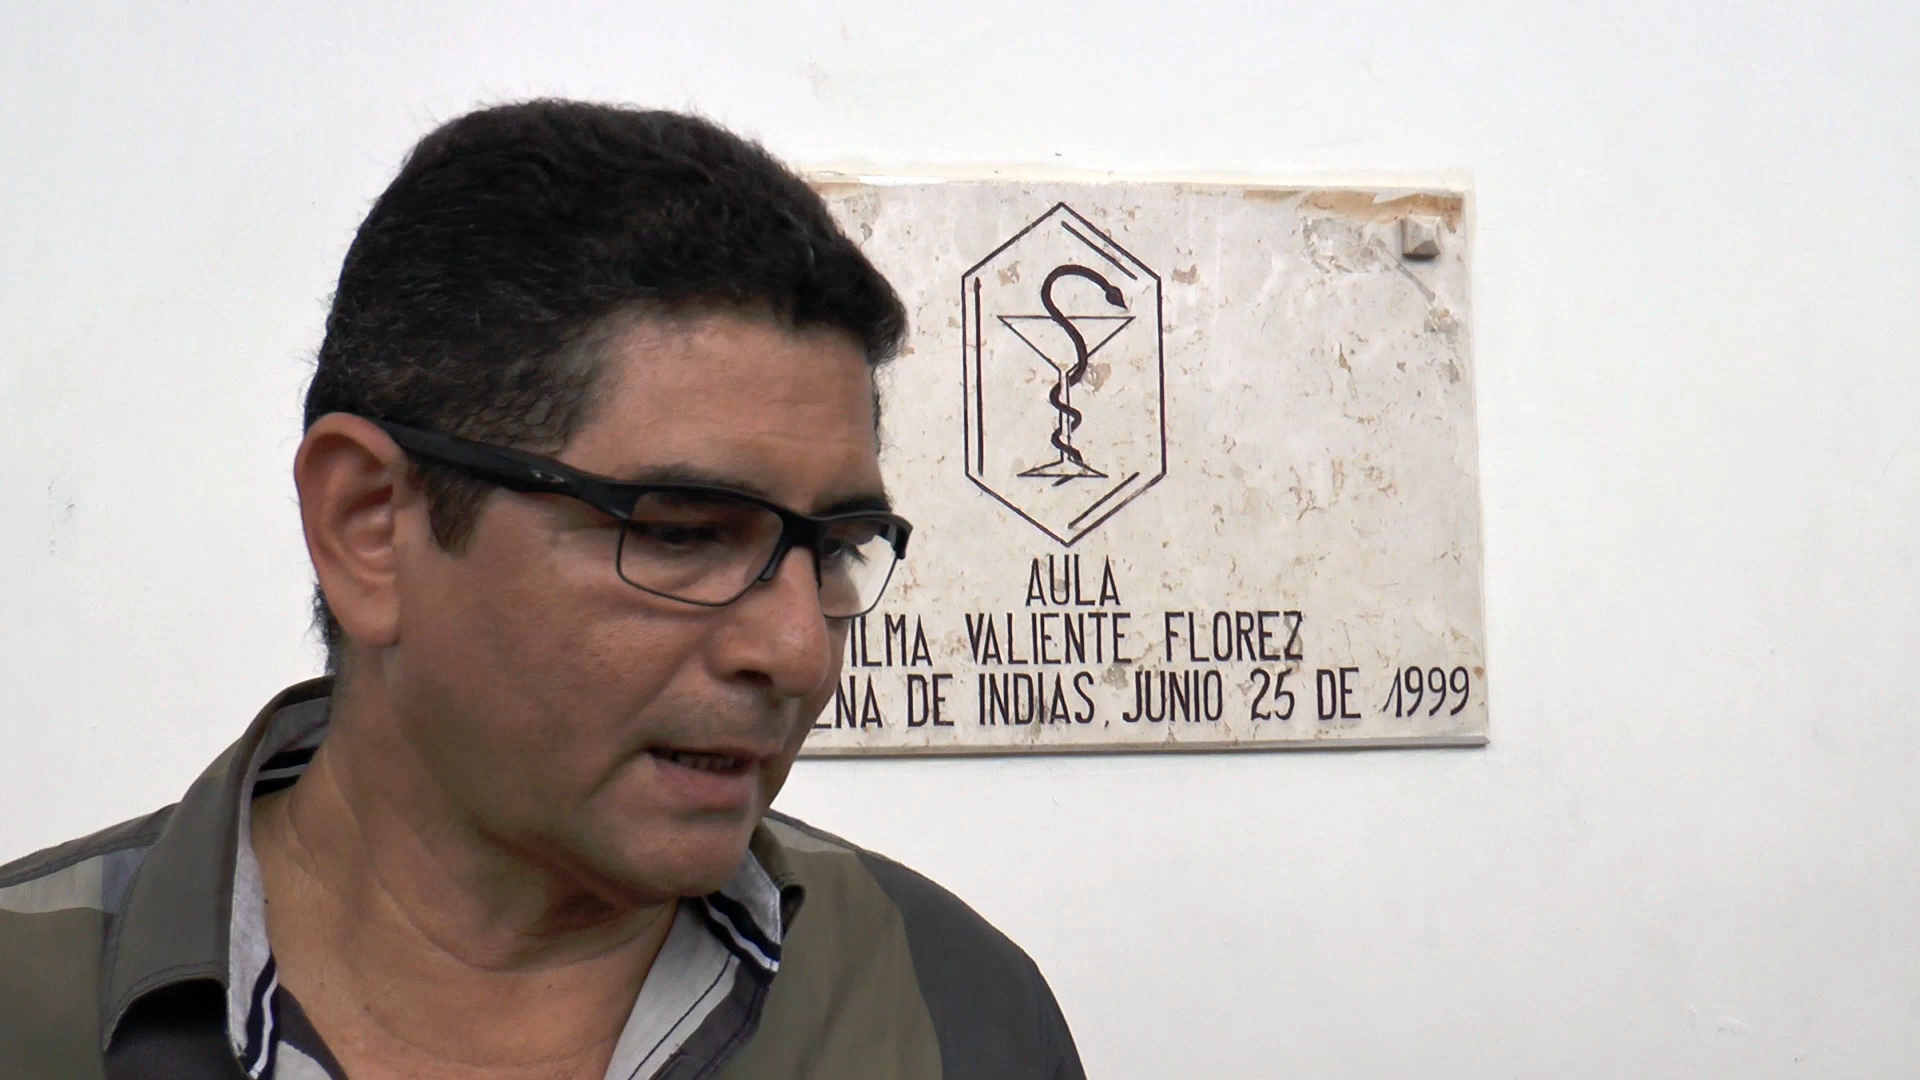 AULA
ILMA VALIENTE FLOREZ
ENA DE INDIAS, JUNIO 25 DE 1999